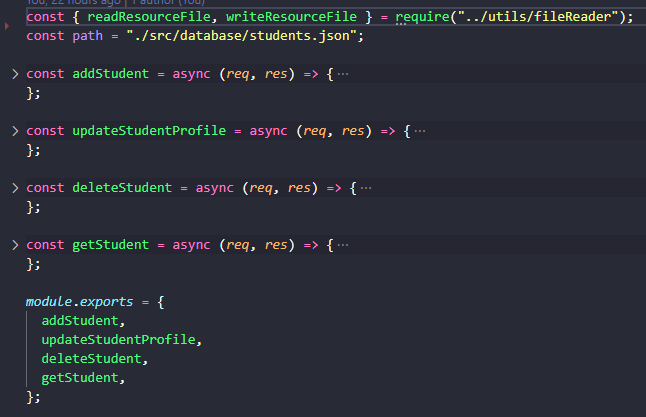 You, 22 hours ago | 1 author (You)
const { readResourceFile, writeResourceFile } = require("../utils/fileReader");
const path = "./src/database/students.json";
const addStudent = async (req, res) => { ···
};
const updateStudentProfile = async (req, res) => { ···
};
const deleteStudent = async (req, res) => { ···
};
const getStudent = async (req, res) => { ···
};
module.exports = {
  addStudent,
  updateStudentProfile,
  deleteStudent,
  getStudent,
};